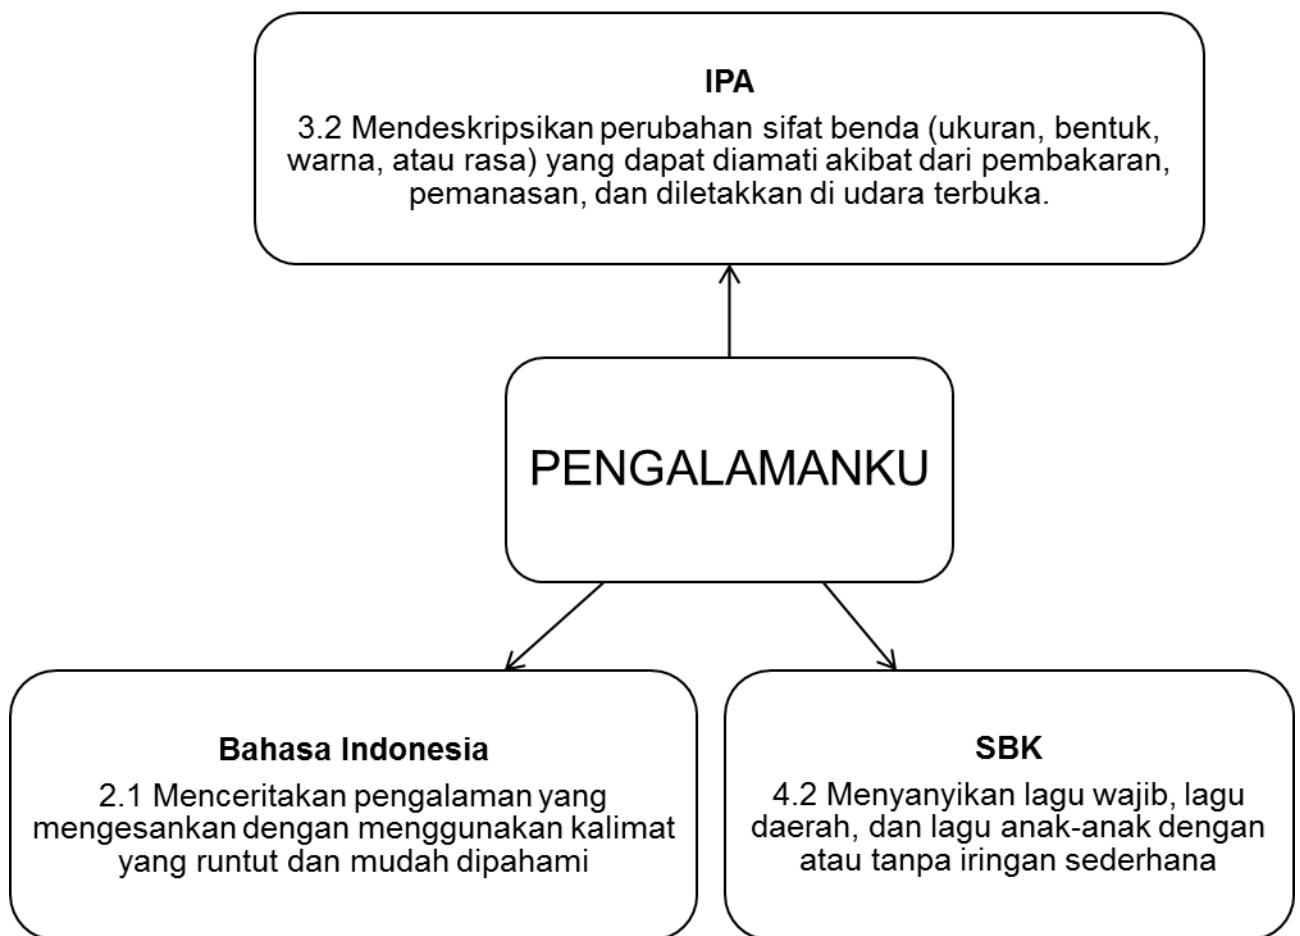 IPA
3.2 Mendeskripsikan perubahan sifat benda (ukuran, bentuk,
warna, atau rasa) yang dapat diamati akibat dari pembakaran,
pemanasan, dan diletakkan di udara terbuka.
PENGALAMANKU
Bahasa Indonesia
2.1 Menceritakan pengalaman yang
mengesankan dengan menggunakan kalimat
yang runtut dan mudah dipahami
SBK
4.2 Menyanyikan lagu wajib, lagu
daerah, dan lagu anak-anak dengan
atau tanpa iringan sederhana